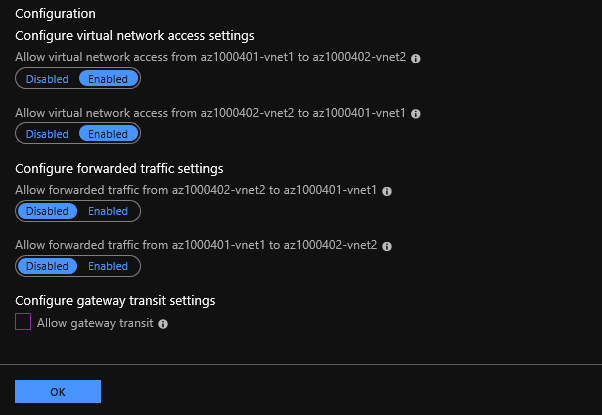 Configuration
Configure virtual network access settings
Allow virtual network access from az1000401-vnet1 to az1000402-vnet2
Disabled Enabled
Allow virtual network access from az1000402-vnet2 to az1000401-vnet1
Disabled Enabled
Configure forwarded traffic settings
Allow forwarded traffic from az1000402-vnet2 to az1000401-vnet1
Disabled Enabled
Allow forwarded traffic from az1000401-vnet1 to az1000402-vnet2
Disabled Enabled
Configure gateway transit settings
Allow gateway transit
OK